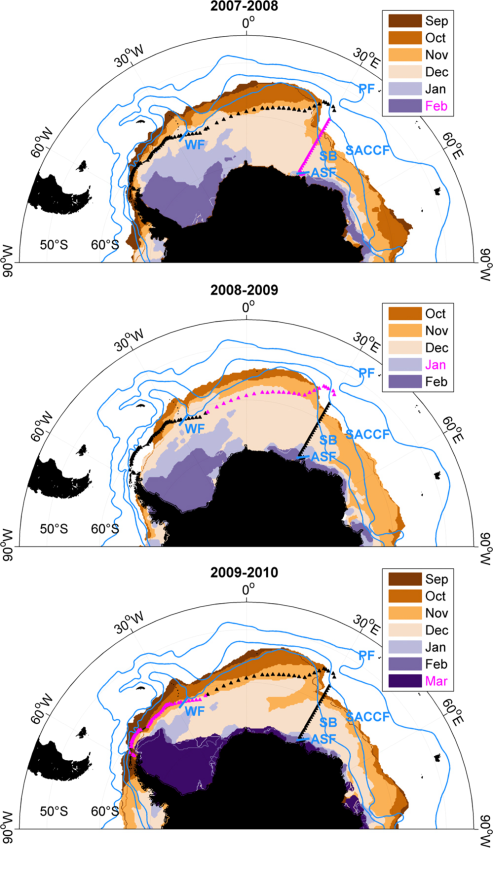 2007-2008
0°
30°W
30°E
60°W
60°E
90°W
90°W
50°S
60°S
Sep
Oct
Nov
Dec
Jan
Feb
PF
SACCF
SB
ASF
WF
2008-2009
0°
30°W
30°E
60°W
60°E
90°W
90°W
50°S
60°S
Oct
Nov
Dec
Jan
Feb
PF
SACCF
SB
ASF
WF
2009-2010
0°
30°W
30°E
60°W
60°E
90°W
90°W
50°S
60°S
Sep
Oct
Nov
Dec
Jan
Feb
Mar
PF
SACCF
SB
ASF
WF